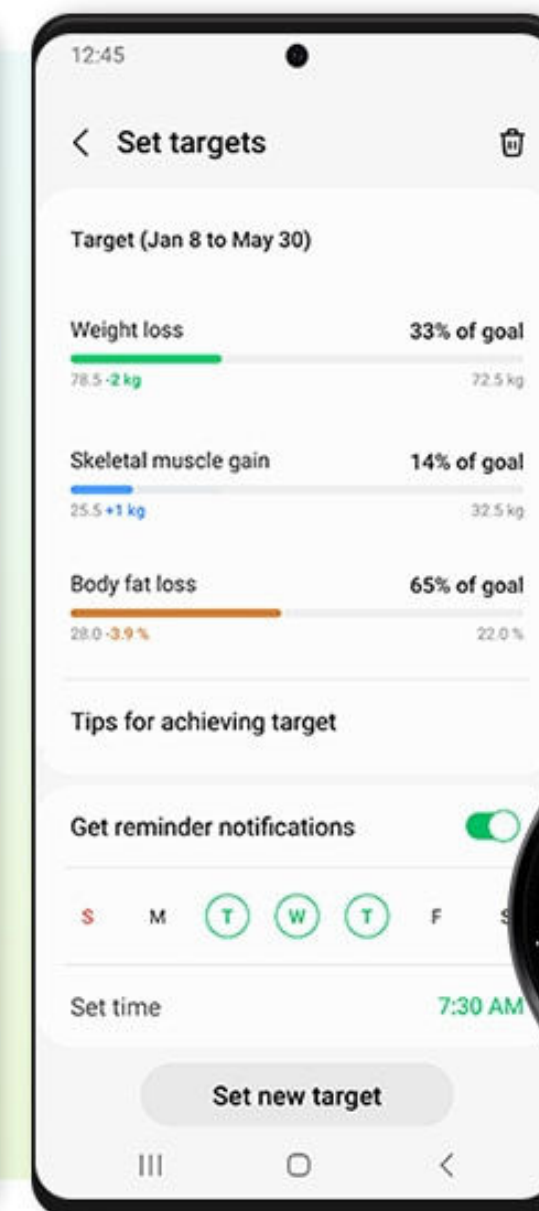 12:45
Set targets
Target (Jan 8 to May 30)
Weight loss 33% of goal
78.5 -2 kg 72.5 kg
Skeletal muscle gain 14% of goal
25.5 +1 kg 32.5 kg
Body fat loss 65% of goal
28.0 -3.9 % 22.0 %
Tips for achieving target
Get reminder notifications
S M T W T F S
Set time 7:30 AM
Set new target